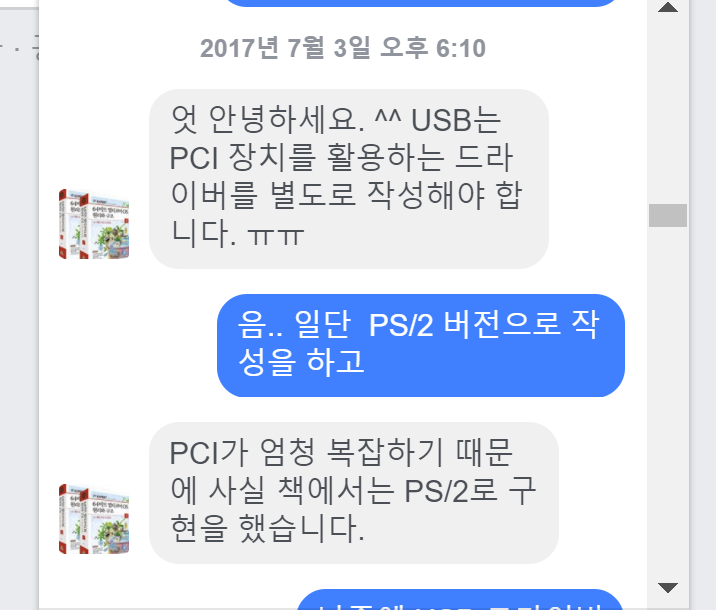 2017년 7월 3일 오후 6:10
엇 안녕하세요. ^^ USB는
PCI 장치를 활용하는 드라
이버를 별도로 작성해야 합
니다. ㅠㅠ
음.. 일단  PS/2 버전으로 작
성을 하고
PCI가 엄청 복잡하기 때문
에 사실 책에서는 PS/2로 구
현을 했습니다.